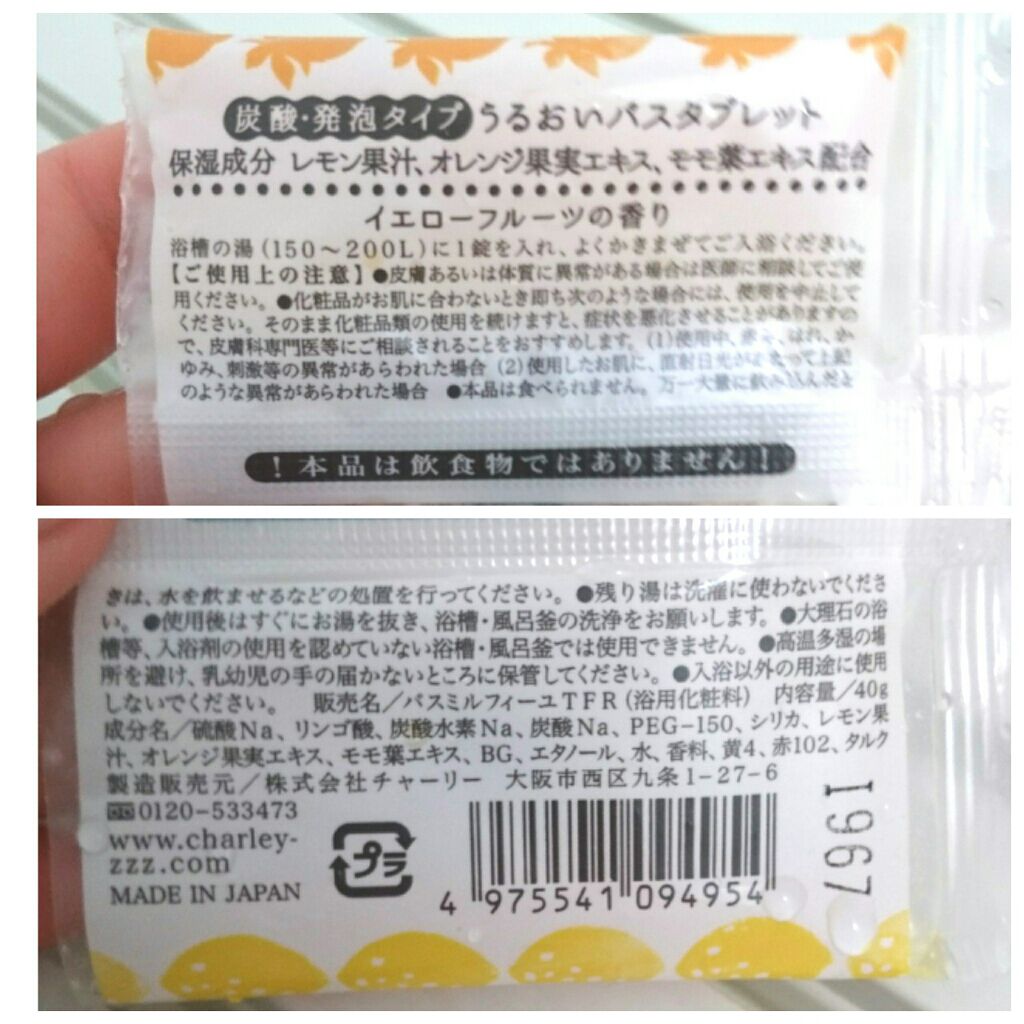 炭酸・発泡タイプ うるおいバスタブレット
保湿成分 レモン果汁、オレンジ果実エキス、モモ葉エキス配合
イエローフルーツの香り
浴槽の湯(150〜200L)に1錠を入れ、よくかきまぜてご入浴ください。
【ご使用上の注意】●皮膚あるいは体質に異常がある場合は医師に相談してご使
用ください。●化粧品がお肌に合わないとき即ち次のような場合には、使用を中止して
ください。そのまま化粧品類の使用を続けますと、症状を悪化させることがありますの
で、皮膚科専門医等にご相談されることをおすすめします。(1)使用中、赤み、はれ、か
ゆみ、刺激等の異常があらわれた場合 (2)使用したお肌に、直射日光があたって上記
のような異常があらわれた場合 ●本品は食べられません。万一大量に飲み込んだと
!本品は飲食物ではありません!
きは、水を飲ませるなどの処置を行ってください。●残り湯は洗濯に使わないでくださ
い。●使用後はすぐにお湯を抜き、浴槽・風呂釜の洗浄をお願いします。●大理石の浴
槽等、入浴剤の使用を認めていない浴槽・風呂釜では使用できません。●高温多湿の場
所を避け、乳幼児の手の届かないところに保管してください。●入浴以外の用途に使用
しないでください。 販売名/バスミルフィーユTFR(浴用化粧料) 内容量/40g
成分名/硫酸Na、リンゴ酸、炭酸水素Na、炭酸Na、PEG-150、シリカ、レモン果
汁、オレンジ果実エキス、モモ葉エキス、BG、エタノール、水、香料、黄4、赤102、タルク
製造販売元/株式会社チャーリー 大阪市西区九条1-27-6
0120-533473
www.charley-
zzz.com
MADE IN JAPAN
プラ
4 975541 094954
I967